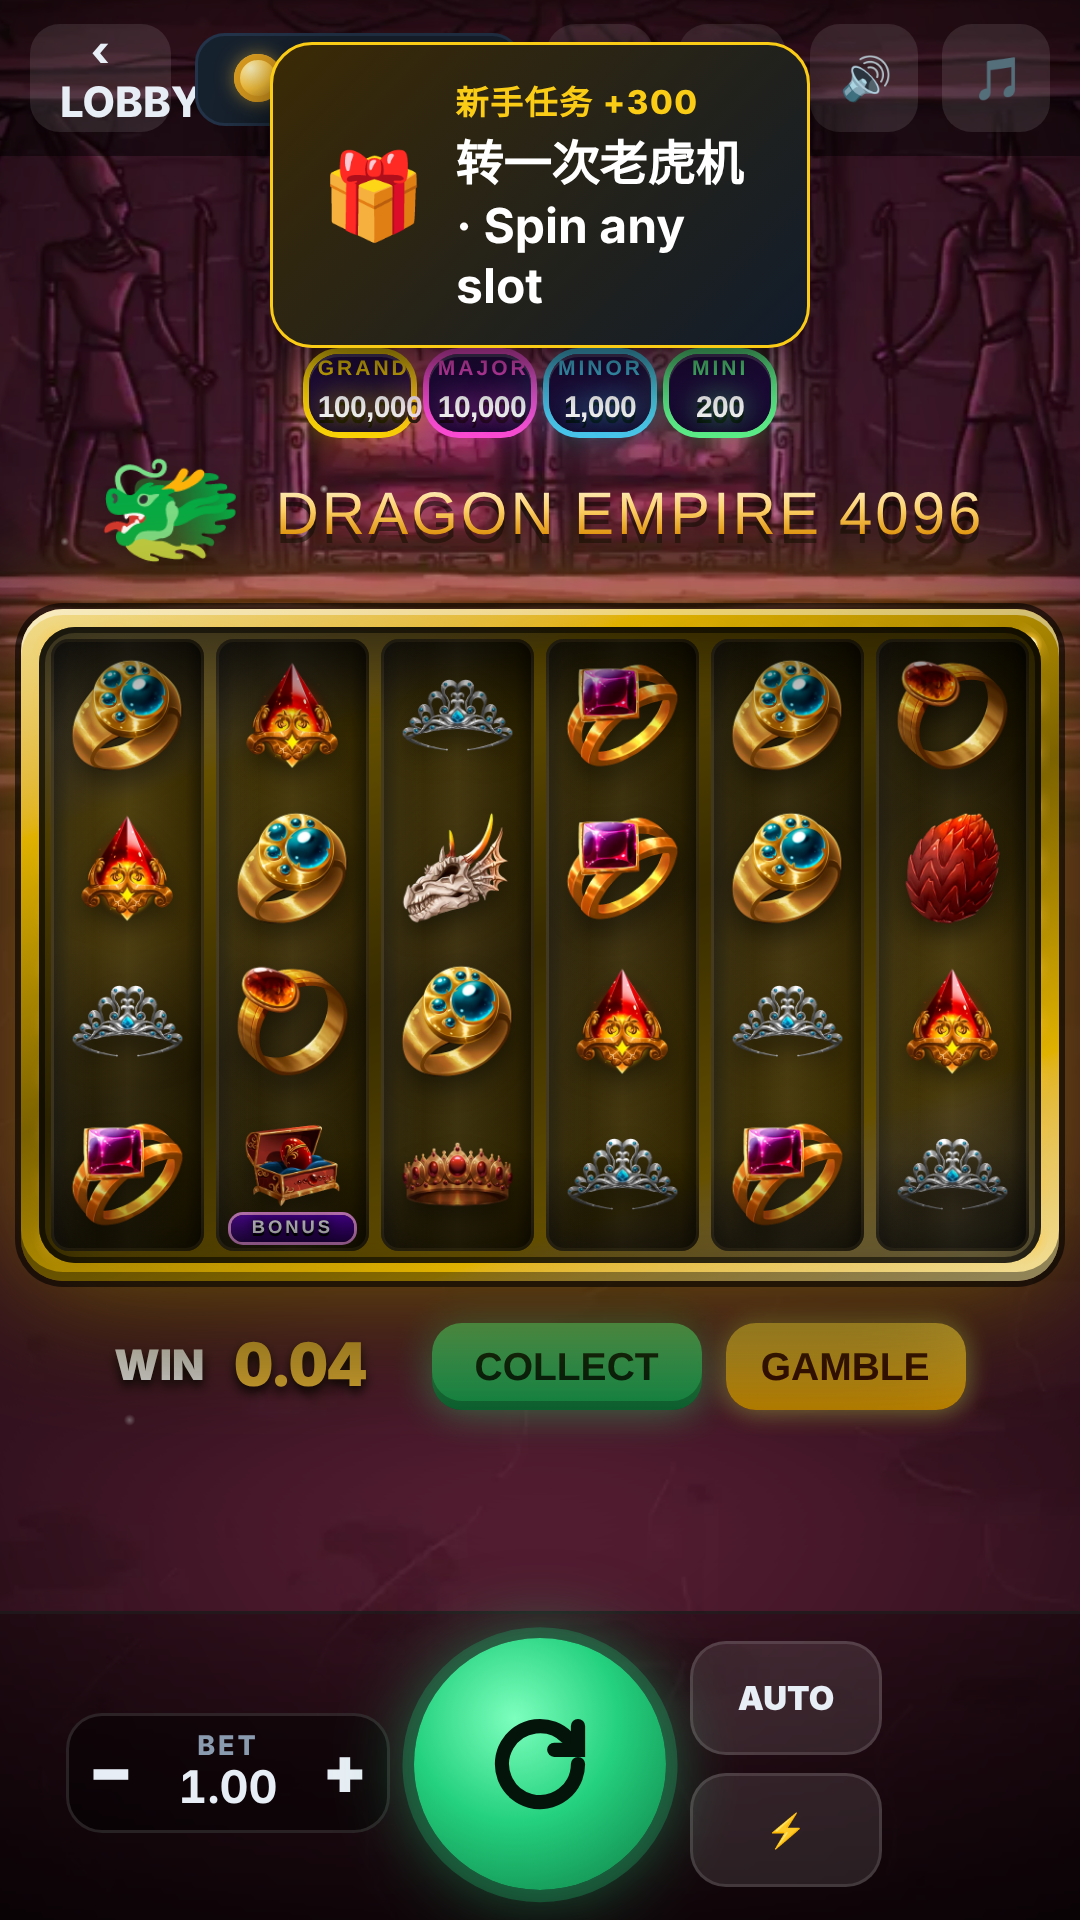 ‹
LOBBY
新手任务 +300
转一次老虎机
· Spin any
slot
GRAND
100,000
MAJOR
10,000
MINOR
1,000
MINI
200
DRAGON EMPIRE 4096
BONUS
WIN 0.04
COLLECT
GAMBLE
AUTO
BET
− 1.00 +